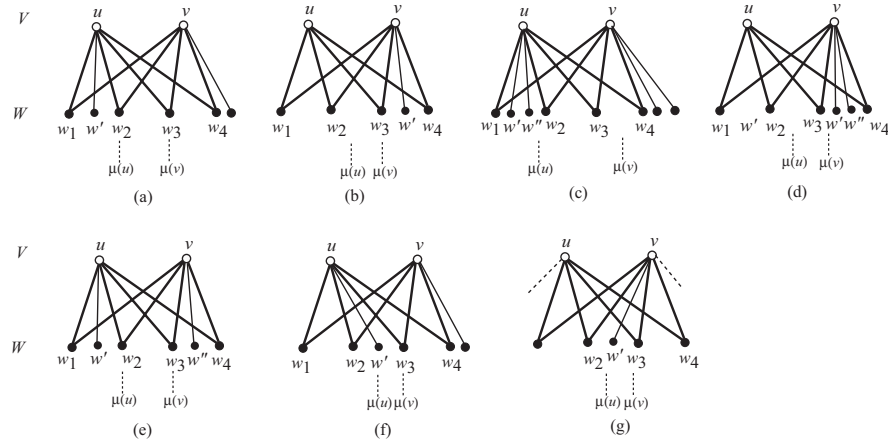 V u v u v u v u v
W w₁ w′ w₂ w₃ w₄ w₁ w₂ w₃ w′ w₄ w₁ w′ w″ w₂ w₃ w₄ w₁ w′ w₂ w₃ w′ w″ w₄
μ(u) μ(v) μ(u) μ(v) μ(u) μ(v) μ(u) μ(v)
(a) (b) (c) (d)
V u v u v u v
W w₁ w′ w₂ w₃ w″ w₄ w₁ w₂ w′ w₃ w₄ w₂ w′ w₃ w₄
μ(u) μ(v) μ(u) μ(v) μ(u) μ(v)
(e) (f) (g)